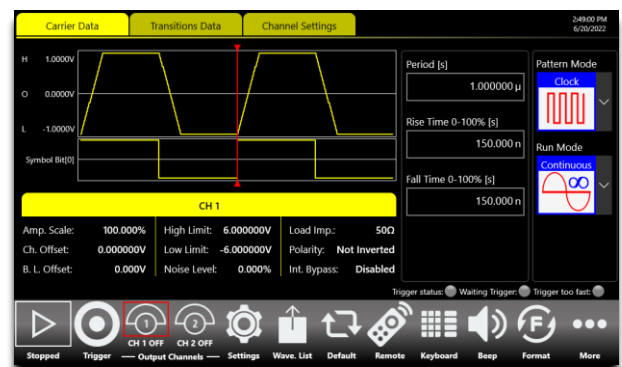 Carrier Data Transitions Data Channel Settings
2:49:00 PM
6/20/2022
H 1.0000V
O 0.0000V
L -1.0000V
Symbol Bit[0]
Period [s]
1.000000 µ
Rise Time 0-100% [s]
150.000 n
Fall Time 0-100% [s]
150.000 n
Pattern Mode
Clock
Run Mode
Continuous
CH 1
Amp. Scale: 100.000% High Limit: 6.000000V Load Imp.: 50Ω
Ch. Offset: 0.000000V Low Limit: -6.000000V Polarity: Not Inverted
B. L. Offset: 0.000V Noise Level: 0.000% Int. Bypass: Disabled
Trigger status: Waiting Trigger: Trigger too fast:
1 2 F
CH 1 OFF CH 2 OFF
Stopped Trigger Output Channels Settings Wave. List Default Remote Keyboard Beep Format More